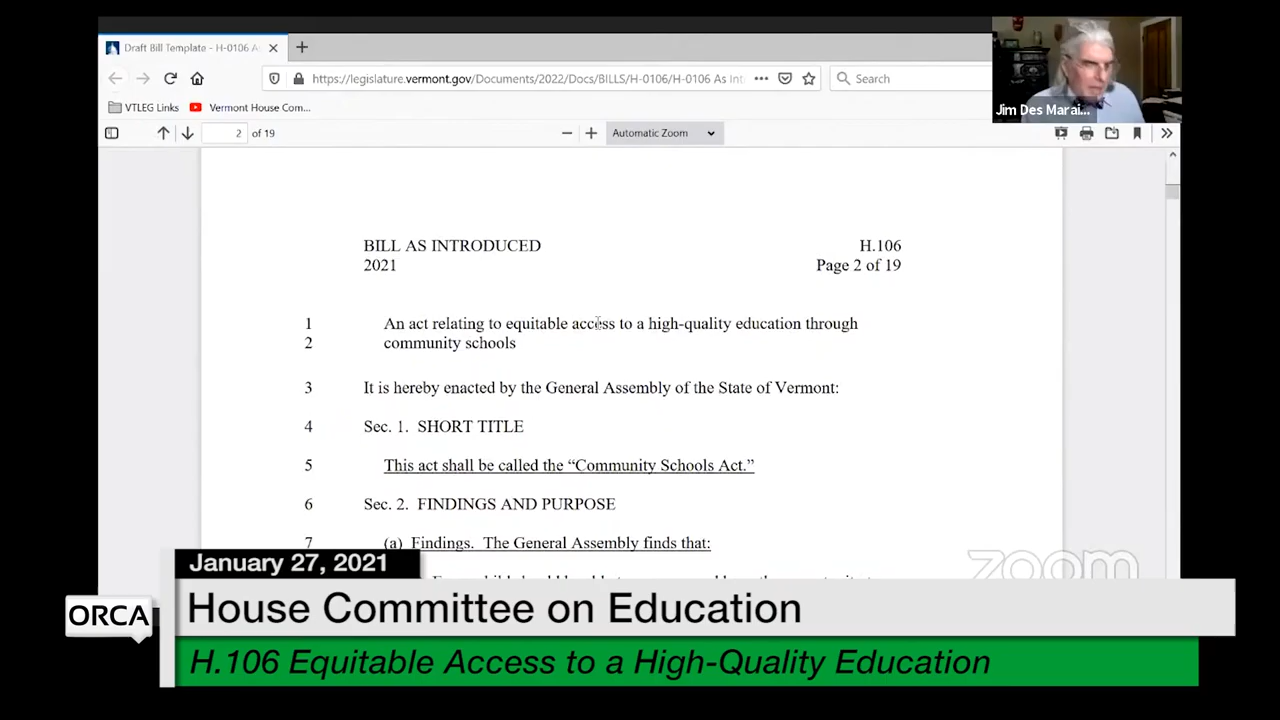 Draft Bill Template - H-0106 As
https://legislature.vermont.gov/Documents/2022/Docs/BILLS/H-0106/H-0106 As Int
Search
VTLEG Links
Vermont House Com...
Jim Des Marai...
2 of 19
Automatic Zoom
BILL AS INTRODUCED H.106
2021 Page 2 of 19
1 An act relating to equitable access to a high-quality education through
2 community schools
3 It is hereby enacted by the General Assembly of the State of Vermont:
4 Sec. 1. SHORT TITLE
5 This act shall be called the “Community Schools Act.”
6 Sec. 2. FINDINGS AND PURPOSE
7 (a) Findings. The General Assembly finds that:
zoom
January 27, 2021
ORCA
House Committee on Education
H.106 Equitable Access to a High-Quality Education